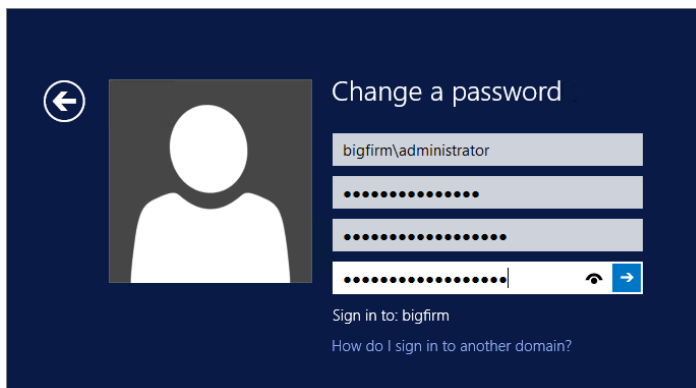 Change a password
bigfirm\administrator
•••••••••••••••
••••••••••••••••••
••••••••••••••••••
Sign in to: bigfirm
How do I sign in to another domain?